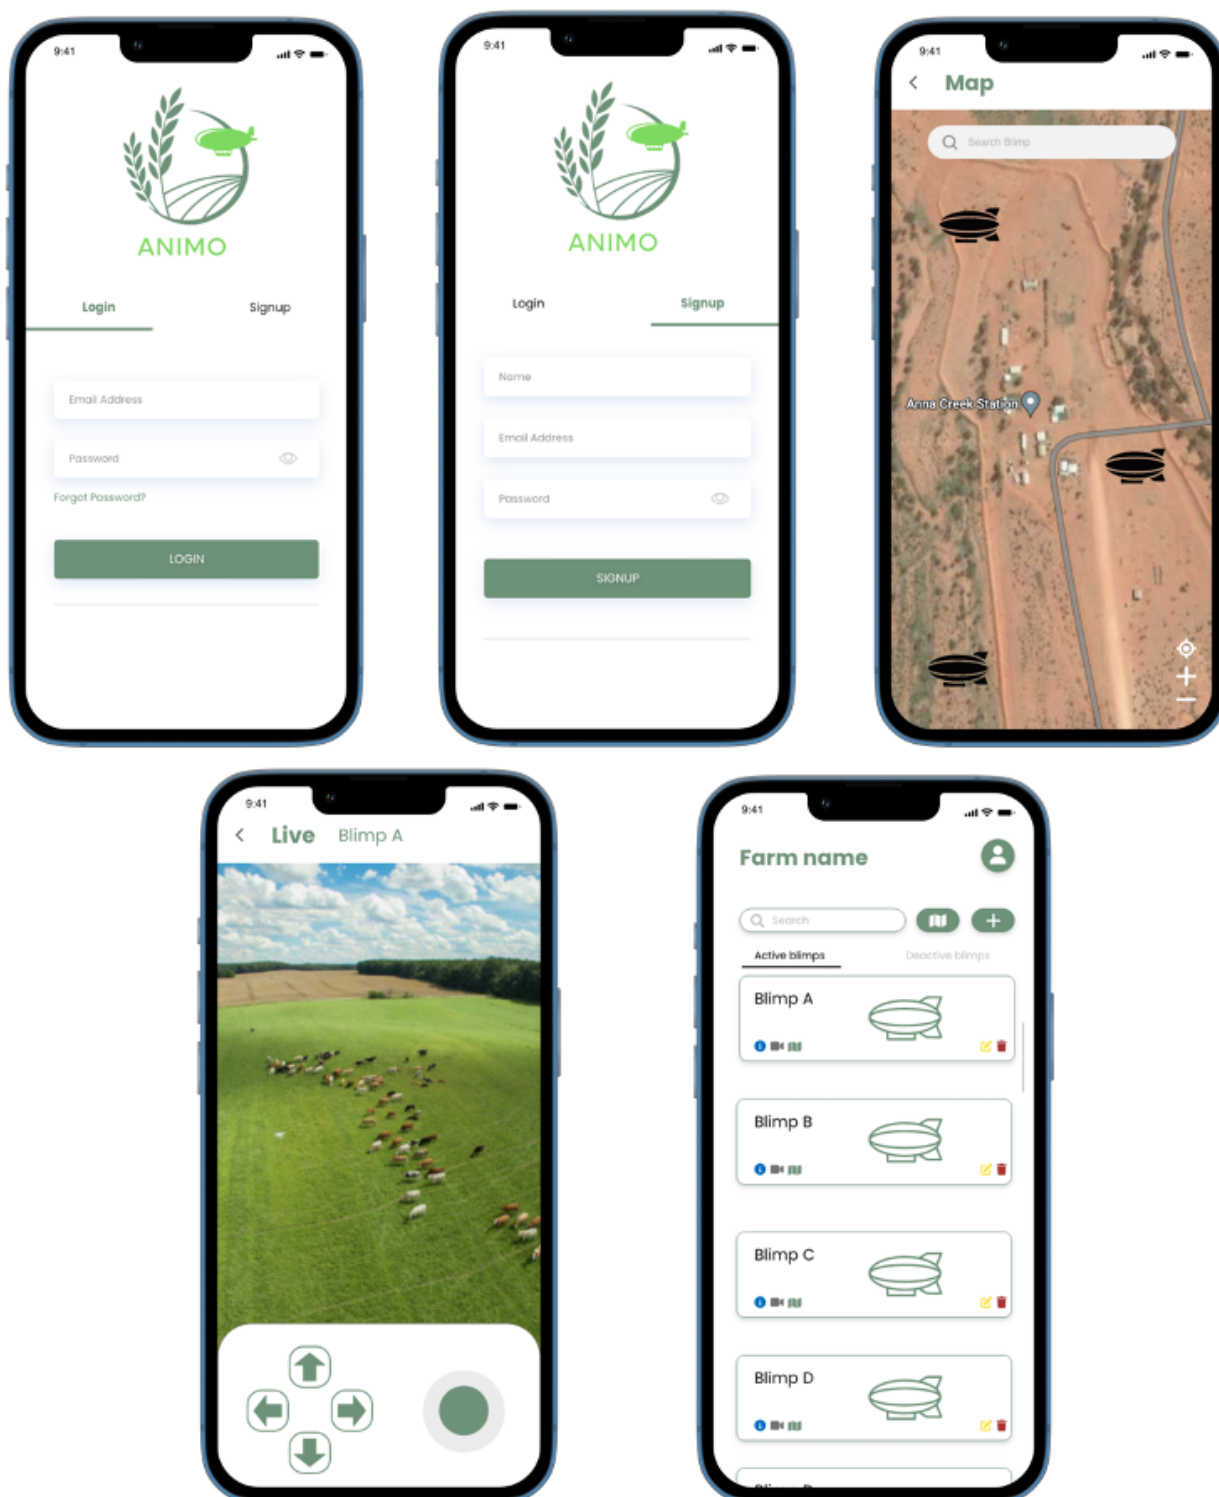 9:41
ANIMO
Login Signup
Email Address
Password
Forgot Password?
LOGIN
9:41
ANIMO
Login Signup
Name
Email Address
Password
SIGNUP
9:41
Map
Search Blimp
Anna Creek Station
9:41
Live Blimp A
9:41
Farm name
Search
Active blimps Deactive blimps
Blimp A
Blimp B
Blimp C
Blimp D